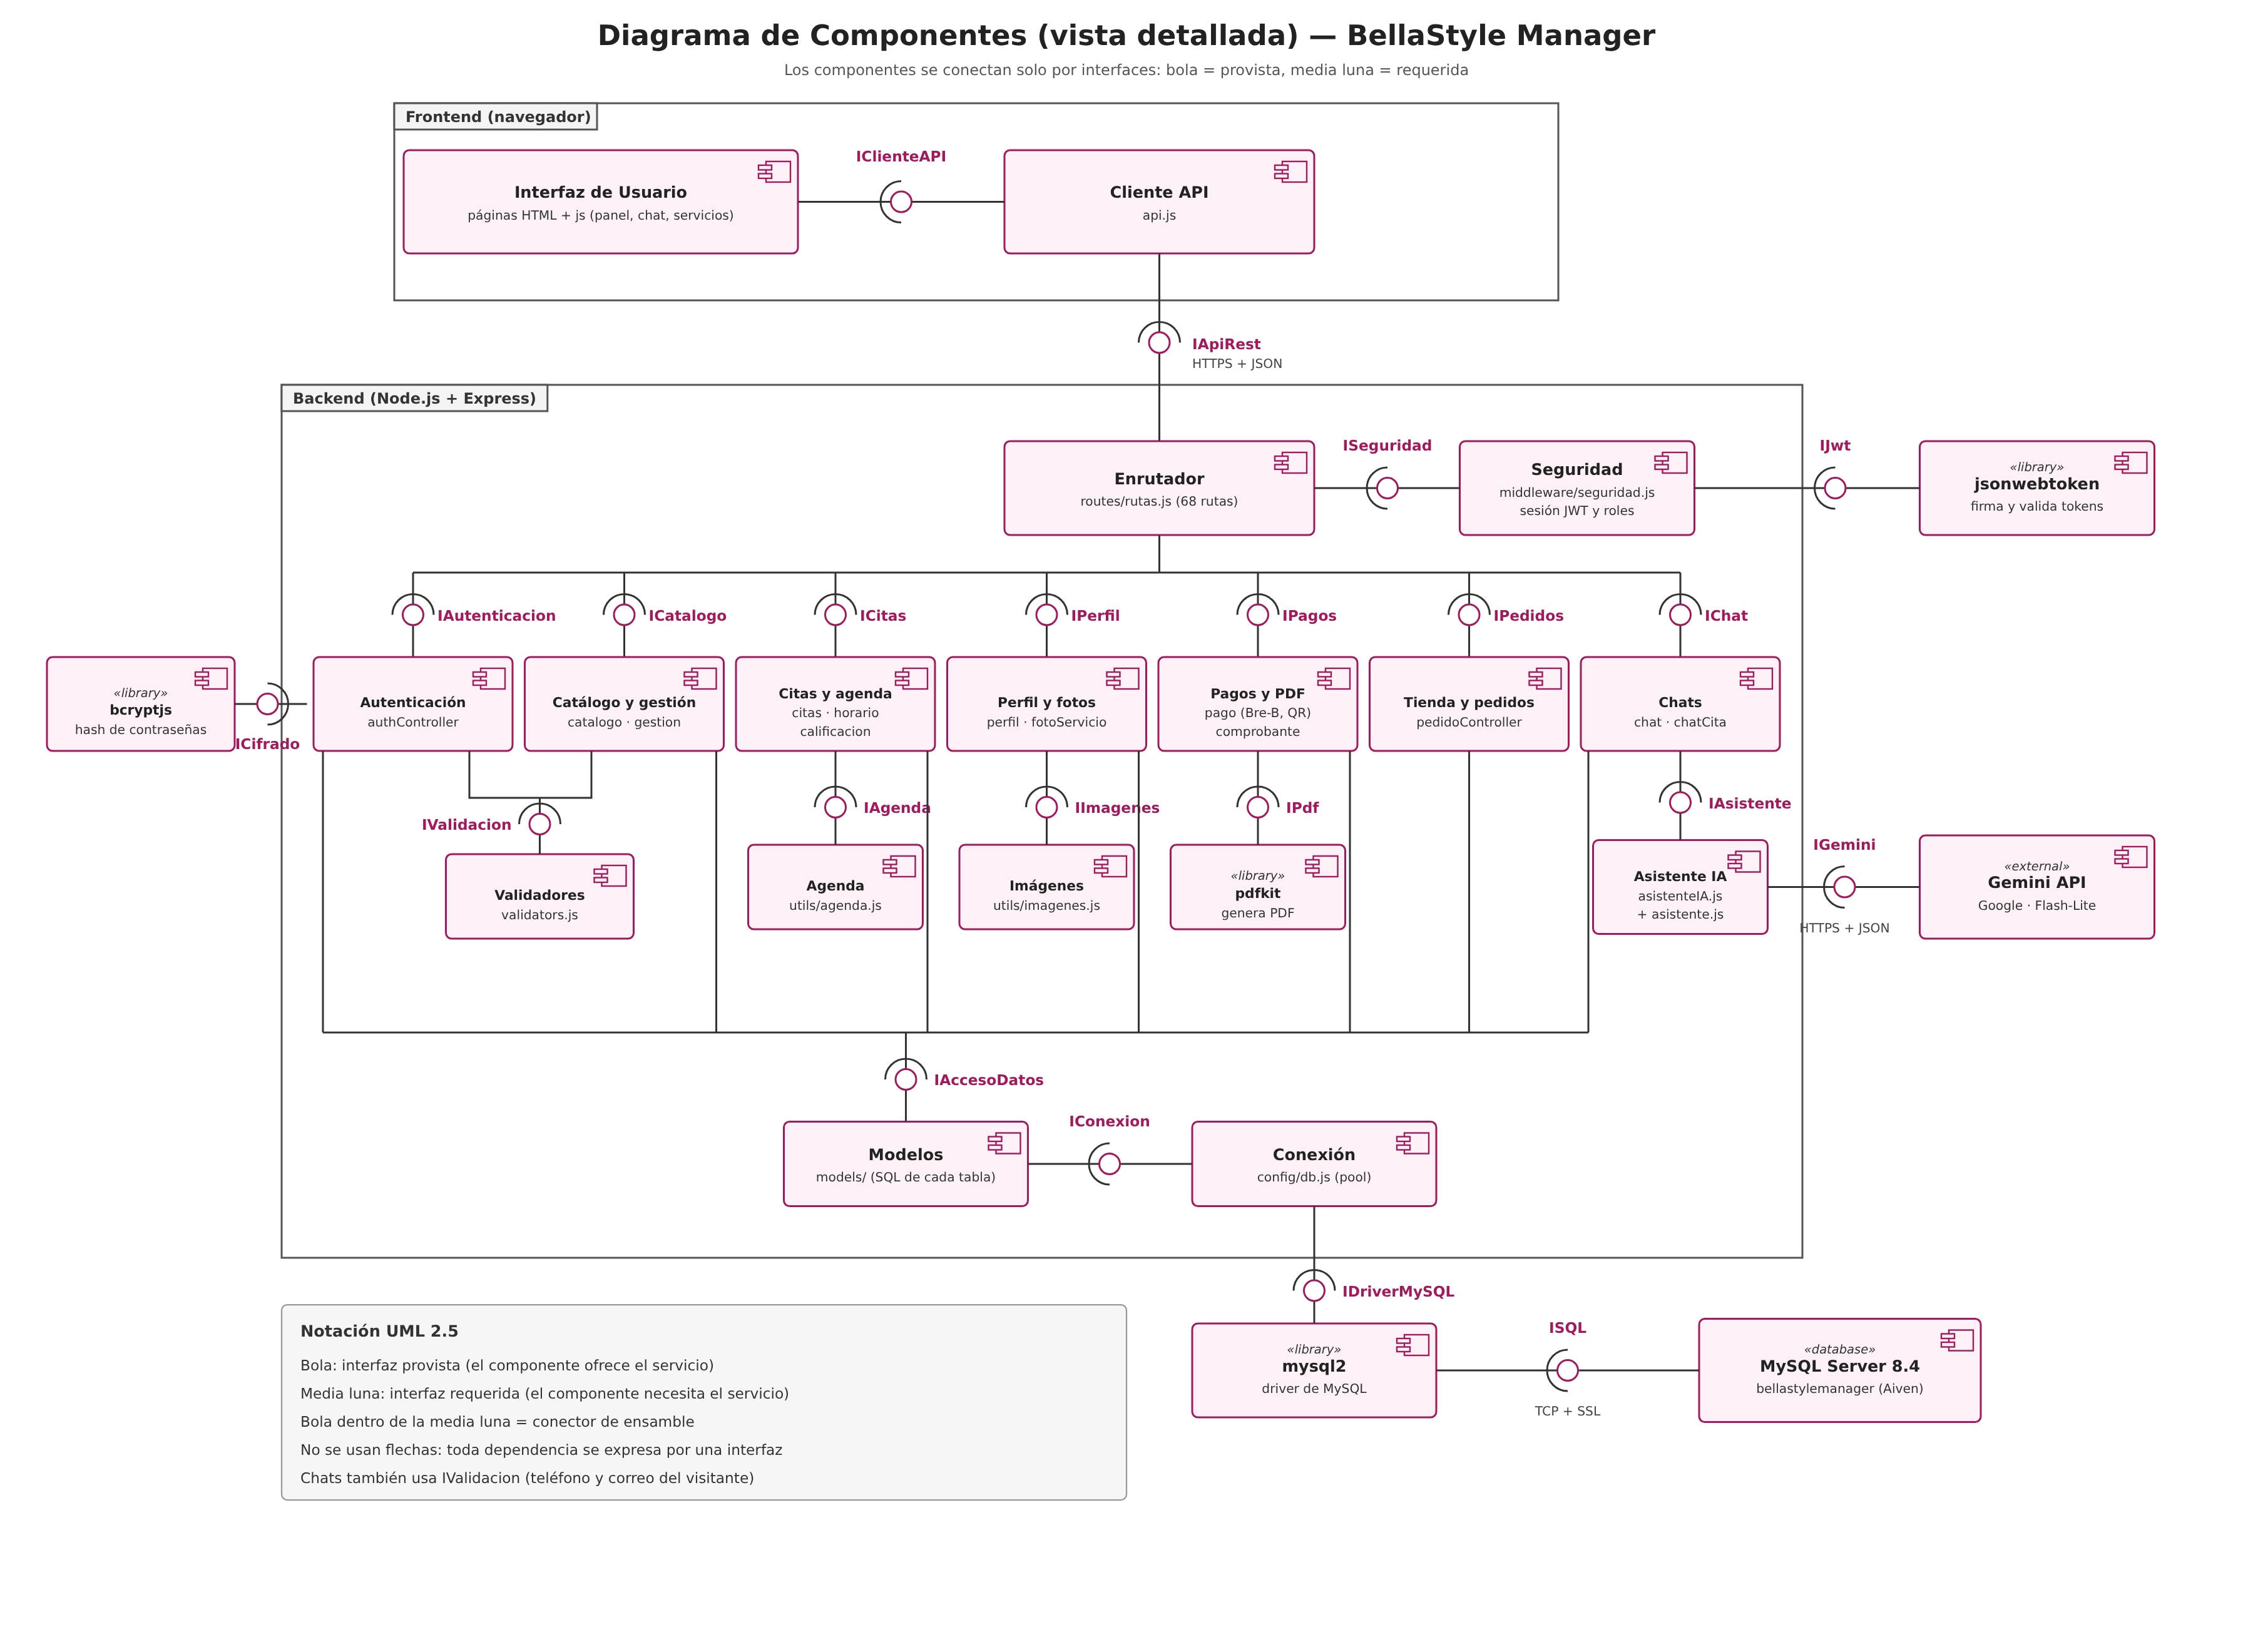 Diagrama de Componentes (vista detallada) — BellaStyle Manager
Los componentes se conectan solo por interfaces: bola = provista, media luna = requerida
Frontend (navegador)
Interfaz de Usuario
páginas HTML + js (panel, chat, servicios)
IClienteAPI
Cliente API
api.js
IApiRest
HTTPS + JSON
Backend (Node.js + Express)
Enrutador
routes/rutas.js (68 rutas)
ISeguridad
Seguridad
middleware/seguridad.js
sesión JWT y roles
IJwt
«library»
jsonwebtoken
firma y valida tokens
IAutenticacion
ICatalogo
ICitas
IPerfil
IPagos
IPedidos
IChat
«library»
bcryptjs
hash de contraseñas
ICifrado
Autenticación
authController
Catálogo y gestión
catalogo · gestion
Citas y agenda
citas · horario
calificacion
Perfil y fotos
perfil · fotoServicio
Pagos y PDF
pago (Bre-B, QR)
comprobante
Tienda y pedidos
pedidoController
Chats
chat · chatCita
IValidacion
IAgenda
IImagenes
IPdf
IAsistente
Validadores
validators.js
Agenda
utils/agenda.js
Imágenes
utils/imagenes.js
«library»
pdfkit
genera PDF
Asistente IA
asistenteIA.js
+ asistente.js
IGemini
HTTPS + JSON
«external»
Gemini API
Google · Flash-Lite
IAccesoDatos
Modelos
models/ (SQL de cada tabla)
IConexion
Conexión
config/db.js (pool)
IDriverMySQL
«library»
mysql2
driver de MySQL
ISQL
TCP + SSL
«database»
MySQL Server 8.4
bellastylemanager (Aiven)
Notación UML 2.5
Bola: interfaz provista (el componente ofrece el servicio)
Media luna: interfaz requerida (el componente necesita el servicio)
Bola dentro de la media luna = conector de ensamble
No se usan flechas: toda dependencia se expresa por una interfaz
Chats también usa IValidacion (teléfono y correo del visitante)